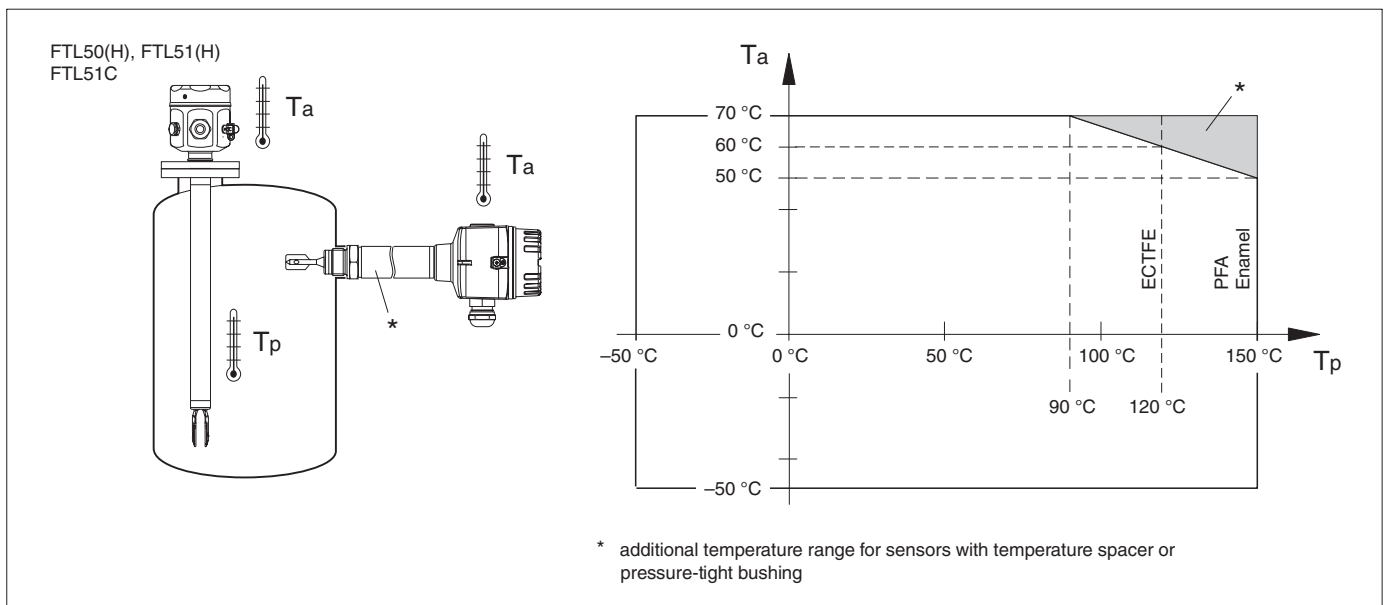 FTL50(H), FTL51(H)
FTL51C
Ta
Ta
*
Tp
Ta
*
70 °C
60 °C
50 °C
ECTFE
PFA
Enamel
0 °C
–50 °C
0 °C
50 °C
100 °C
150 °C
Tp
90 °C
120 °C
–50 °C
* additional temperature range for sensors with temperature spacer or
pressure-tight bushing